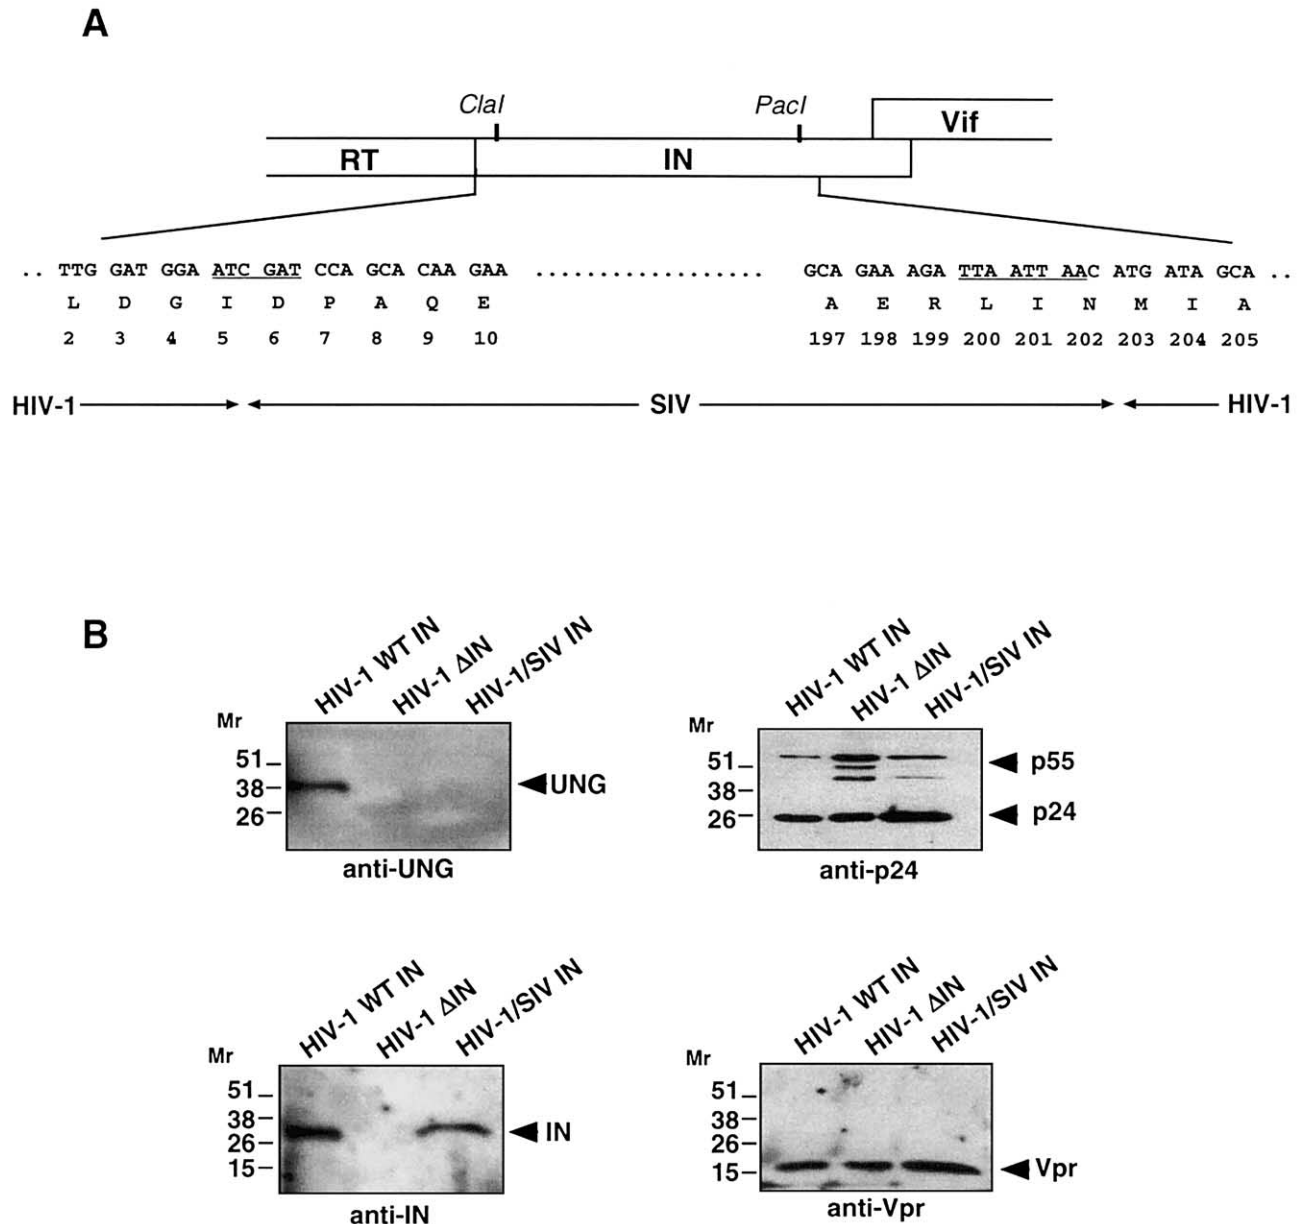 A
ClaI PacI
Vif
RT IN
.. TTG GAT GGA ATC GAT CCA GCA CAA GAA .................. GCA GAA AGA TTA ATT AAC ATG ATA GCA ..
L D G I D P A Q E A E R L I N M I A
2 3 4 5 6 7 8 9 10 197 198 199 200 201 202 203 204 205
HIV-1 SIV HIV-1
B
HIV-1 WT IN
HIV-1 ΔIN
HIV-1/SIV IN
Mr
51
38
26
UNG
anti-UNG
HIV-1 WT IN
HIV-1 ΔIN
HIV-1/SIV IN
Mr
51
38
26
p55
p24
anti-p24
HIV-1 WT IN
HIV-1 ΔIN
HIV-1/SIV IN
Mr
51
38
26
15
IN
anti-IN
HIV-1 WT IN
HIV-1 ΔIN
HIV-1/SIV IN
Mr
51
38
26
15
Vpr
anti-Vpr